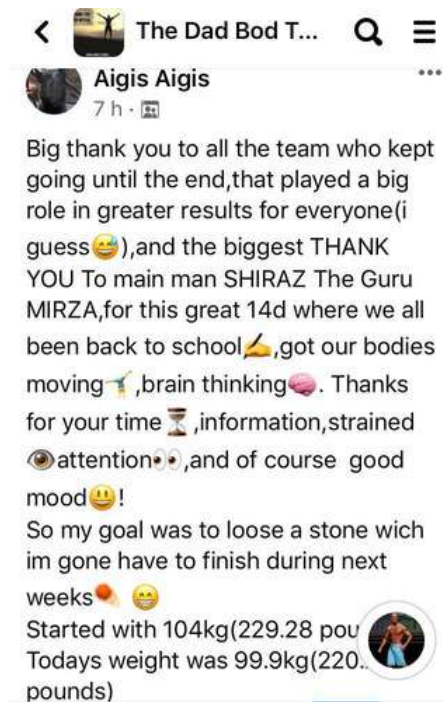 The Dad Bod T...
Aigis Aigis
7 h ·
Big thank you to all the team who kept
going until the end,that played a big
role in greater results for everyone(i
guess😅),and the biggest THANK
YOU To main man SHIRAZ The Guru
MIRZA,for this great 14d where we all
been back to school✍️,got our bodies
moving🤸,brain thinking🧠. Thanks
for your time⏳,information,strained
👁️attention👀,and of course good
mood😃!
So my goal was to loose a stone wich
im gone have to finish during next
weeks☄️ 😁
Started with 104kg(229.28
Todays weight was 99.9kg(220.
pounds)